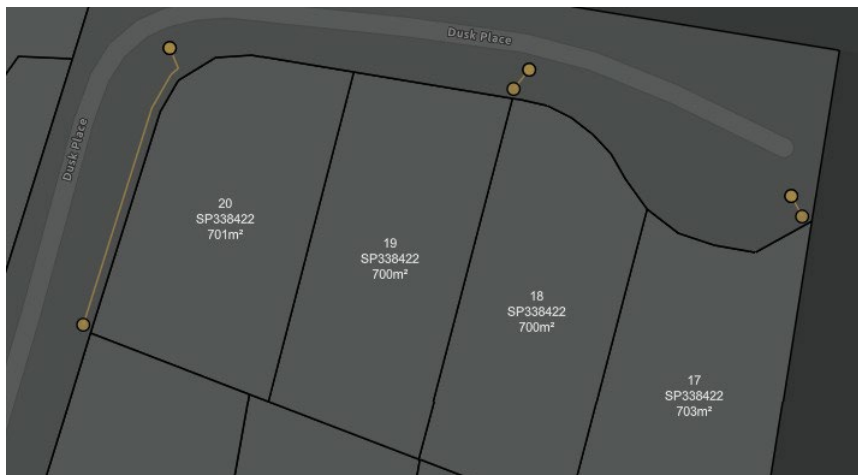 Dusk Place
Dusk Place
20
SP338422
701m²
19
SP338422
700m²
18
SP338422
700m²
17
SP338422
703m²